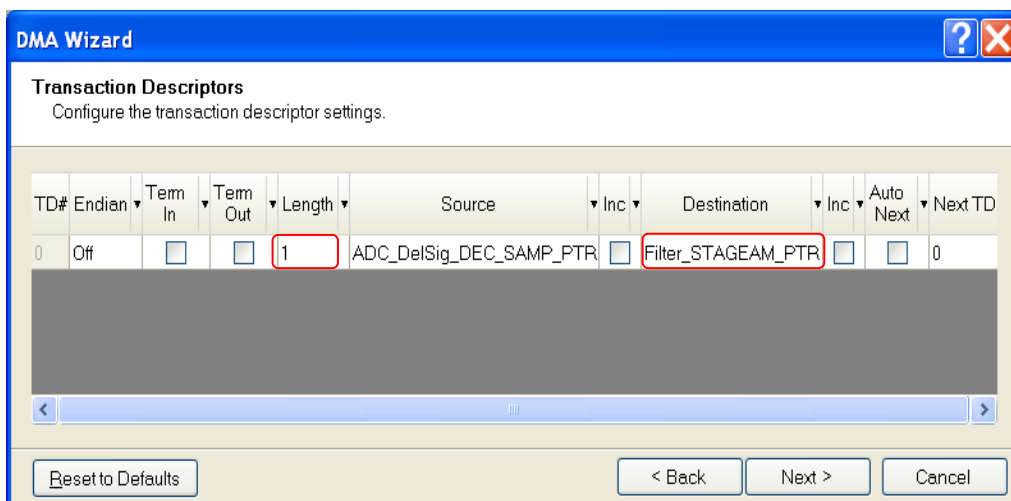 DMA Wizard
Transaction Descriptors
Configure the transaction descriptor settings.
TD# Endian Term In Term Out Length Source Inc Destination Inc Auto Next Next TD
0 Off 1 ADC_DelSig_DEC_SAMP_PTR Filter_STAGEAM_PTR 0
Reset to Defaults < Back Next > Cancel